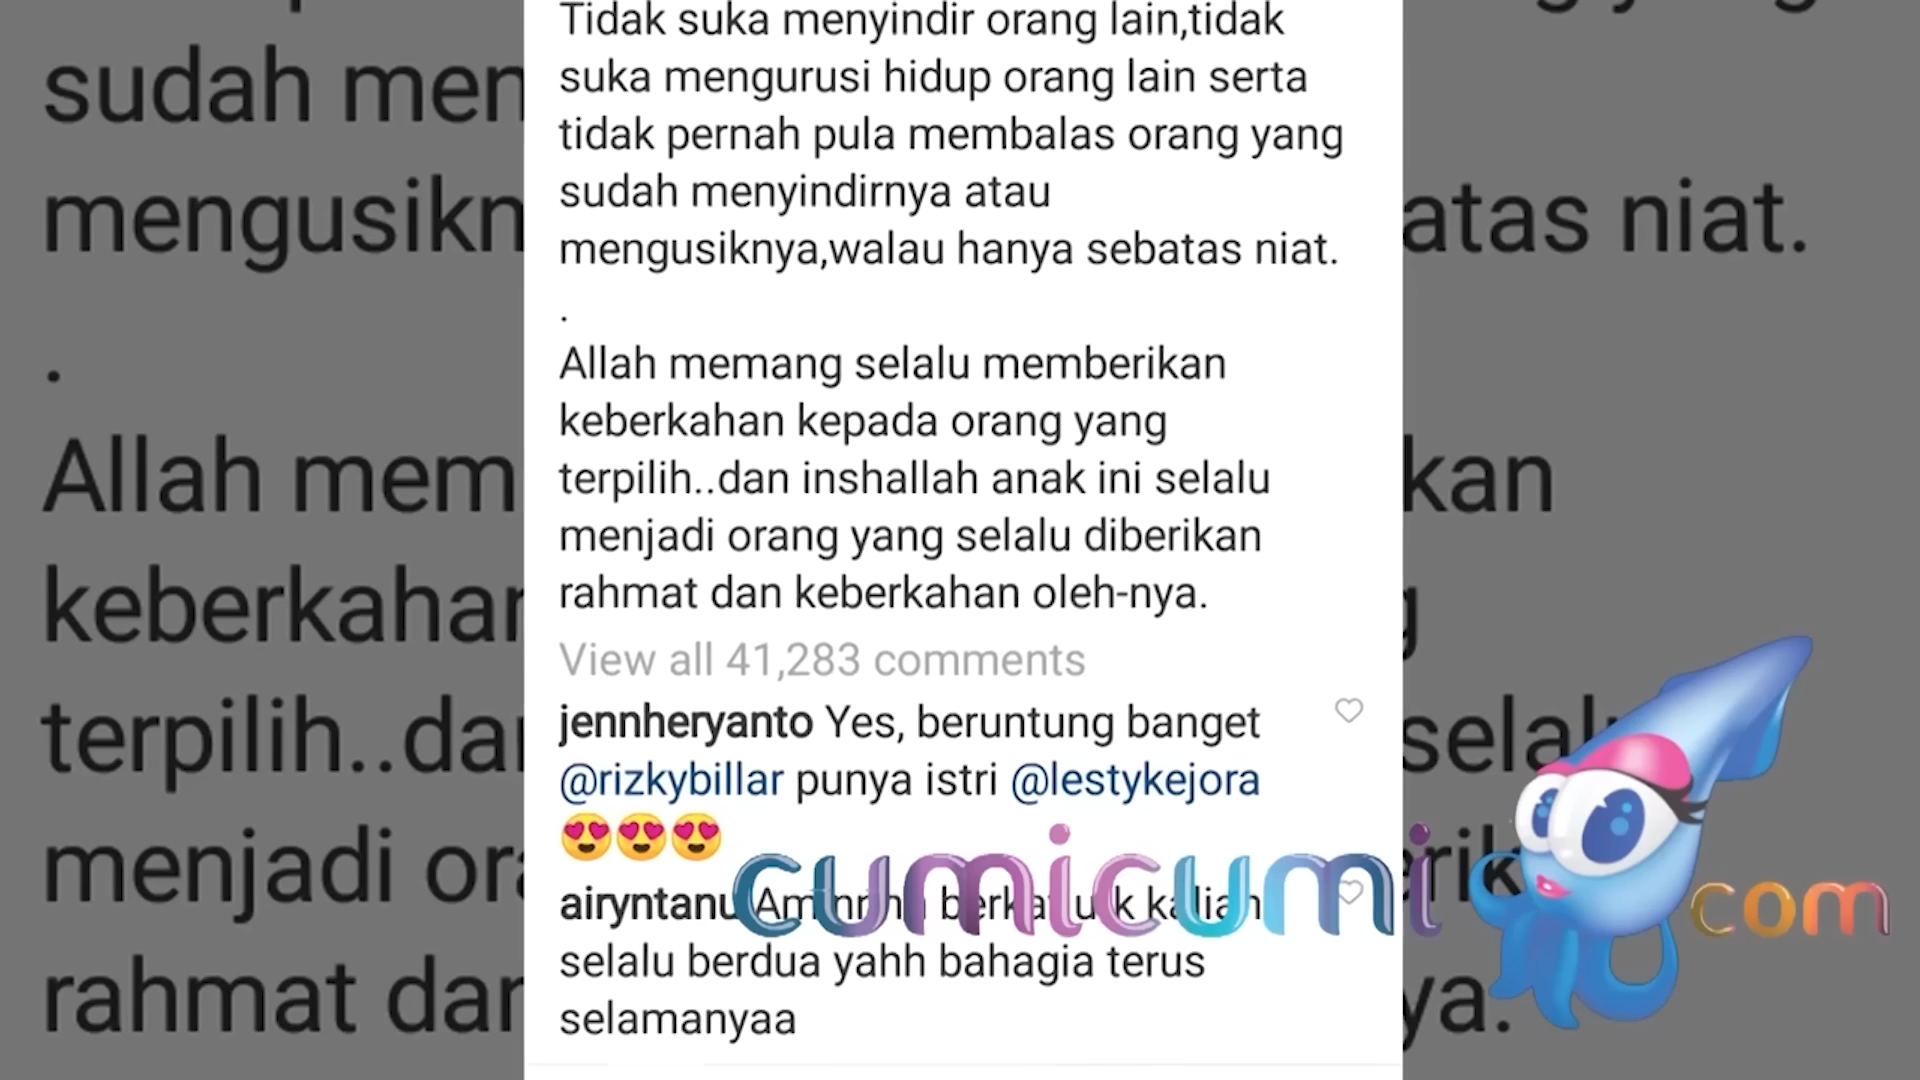 Tidak suka menyindir orang lain,tidak
suka mengurusi hidup orang lain serta
tidak pernah pula membalas orang yang
sudah menyindirnya atau
mengusiknya,walau hanya sebatas niat.
.
Allah memang selalu memberikan
keberkahan kepada orang yang
terpilih..dan inshallah anak ini selalu
menjadi orang yang selalu diberikan
rahmat dan keberkahan oleh-nya.
View all 41,283 comments
jennheryanto Yes, beruntung banget
@rizkybillar punya istri @lestykejora
😍😍😍
airyntanu kalian
selalu berdua yahh bahagia terus
selamanyaa
cumicumi com